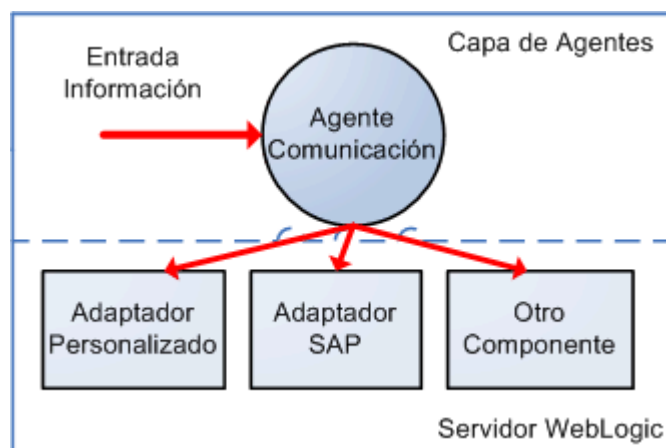 Capa de Agentes
Entrada
Información
Agente
Comunicación
Adaptador
Personalizado
Adaptador
SAP
Otro
Componente
Servidor WebLogic